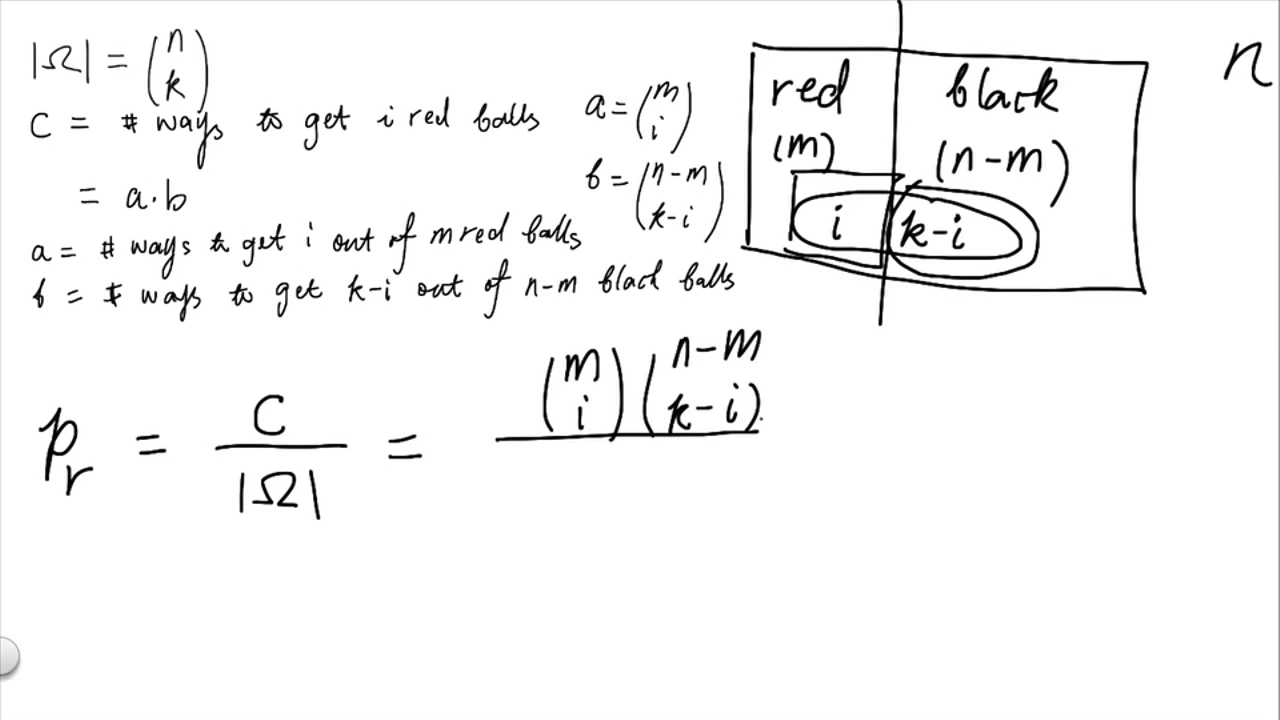 |Ω| = (n k)
C = # ways to get i red balls
= a.b
a = # ways to get i out of m red balls
b = # ways to get k-i out of n-m black balls
a = (m i)
b = (n-m k-i)
red
(m)
i
black
(n-m)
k-i
n
Pr = C / |Ω| = (m i) (n-m k-i)